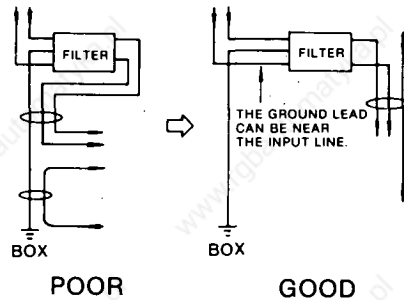 FILTER
BOX
POOR
FILTER
THE GROUND LEAD
CAN BE NEAR
THE INPUT LINE.
BOX
GOOD